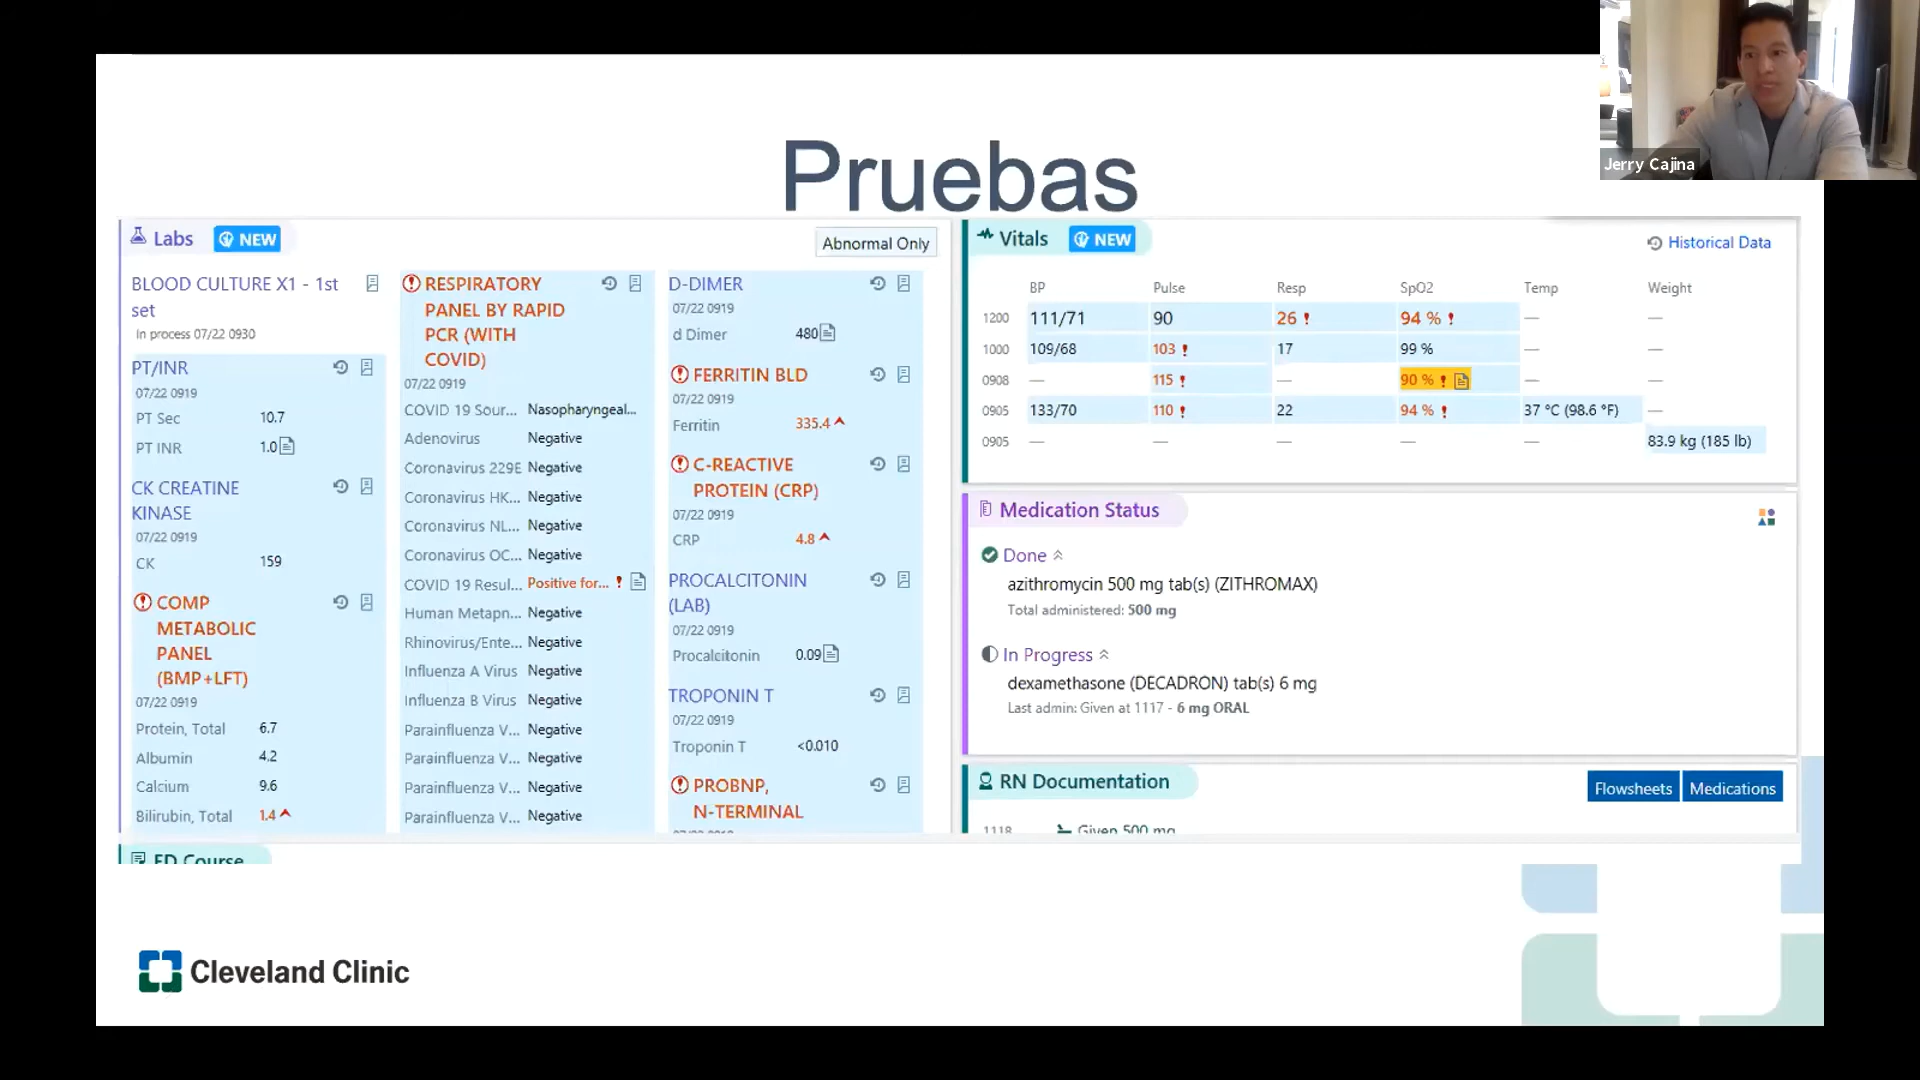 Jerry Cajina
Pruebas
Labs NEW
Abnormal Only
BLOOD CULTURE X1 - 1st
set
In process 07/22 0930
PT/INR
07/22 0919
PT Sec 10.7
PT INR 1.0
CK CREATINE
KINASE
07/22 0919
CK 159
COMP
METABOLIC
PANEL
(BMP+LFT)
07/22 0919
Protein, Total 6.7
Albumin 4.2
Calcium 9.6
Bilirubin, Total 1.4
RESPIRATORY
PANEL BY RAPID
PCR (WITH
COVID)
07/22 0919
COVID 19 Sour... Nasopharyngeal...
Adenovirus Negative
Coronavirus 229E Negative
Coronavirus HK... Negative
Coronavirus NL... Negative
Coronavirus OC... Negative
COVID 19 Resul... Positive for... !
Human Metapn... Negative
Rhinovirus/Ente... Negative
Influenza A Virus Negative
Influenza B Virus Negative
Parainfluenza V... Negative
Parainfluenza V... Negative
Parainfluenza V... Negative
Parainfluenza V... Negative
D-DIMER
07/22 0919
d Dimer 480
FERRITIN BLD
07/22 0919
Ferritin 335.4
C-REACTIVE
PROTEIN (CRP)
07/22 0919
CRP 4.8
PROCALCITONIN
(LAB)
07/22 0919
Procalcitonin 0.09
TROPONIN T
07/22 0919
Troponin T <0.010
PROBNP,
N-TERMINAL
Vitals NEW
Historical Data
BP Pulse Resp SpO2 Temp Weight
1200 111/71 90 26 ! 94 % ! — —
1000 109/68 103 ! 17 99 % — —
0908 — 115 ! — 90 % ! — —
0905 133/70 110 ! 22 94 % ! 37 °C (98.6 °F) —
0905 — — — — — 83.9 kg (185 lb)
Medication Status
Done
azithromycin 500 mg tab(s) (ZITHROMAX)
Total administered: 500 mg
In Progress
dexamethasone (DECADRON) tab(s) 6 mg
Last admin: Given at 1117 - 6 mg ORAL
RN Documentation
Flowsheets Medications
1118 Given 500 mg
ED Course
Cleveland Clinic